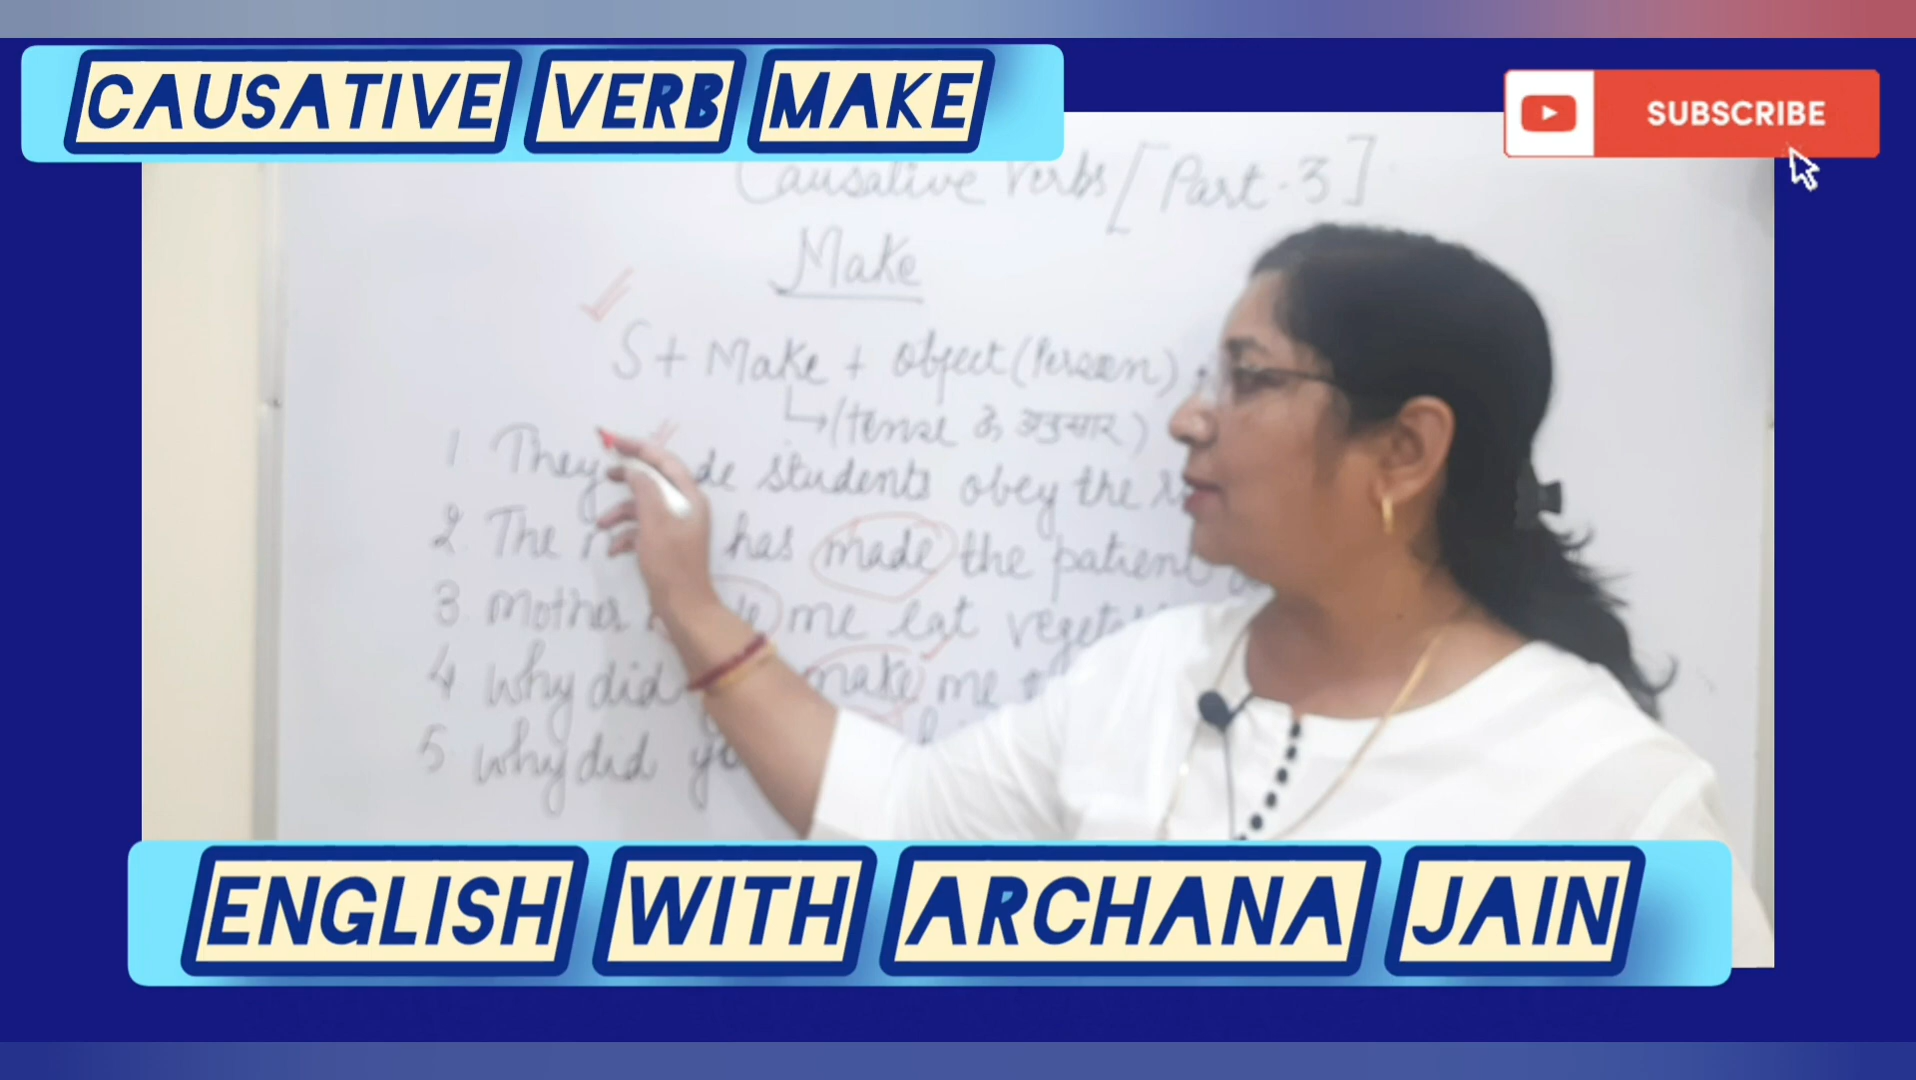 CAUSATIVE VERB MAKE
SUBSCRIBE
Causative Verbs [Part-3]
Make
S + Make + object (Person) +
(tense के अनुसार)
1 They de students obey the
2 The has made the patient
3 Mother me eat vegeta
4 Why did make me
5 Why did yo
ENGLISH WITH ARCHANA JAIN